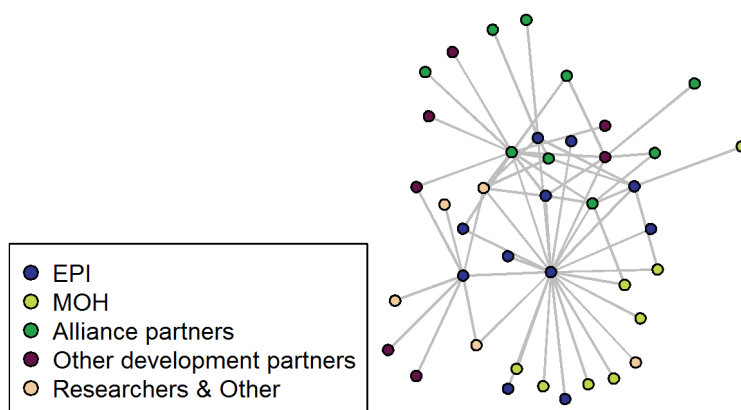 EPI
MOH
Alliance partners
Other development partners
Researchers & Other